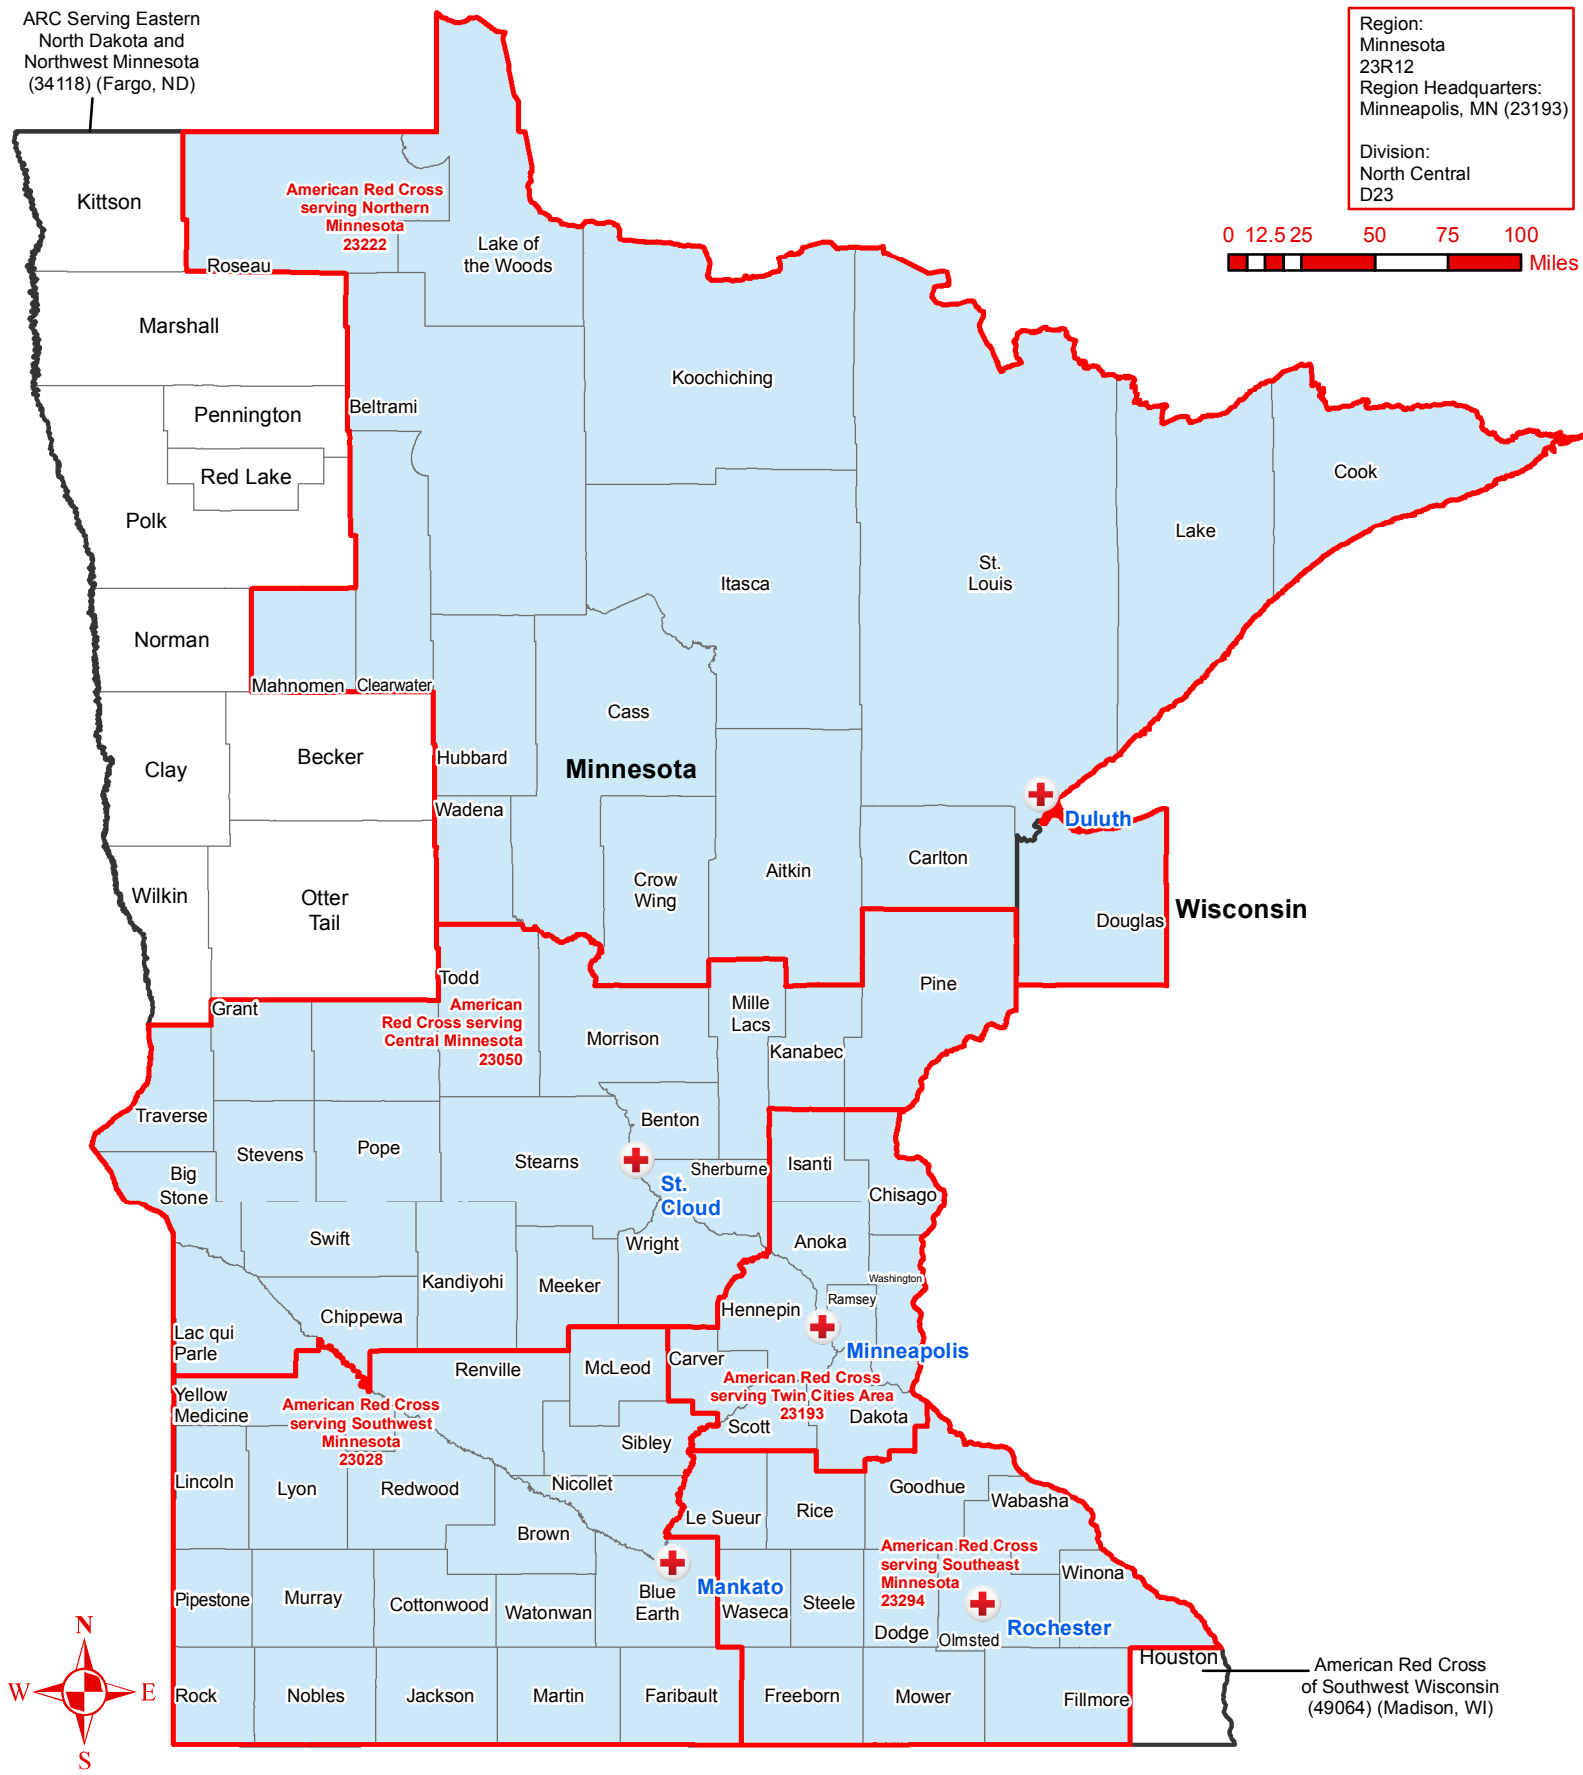 ARC Serving Eastern
North Dakota and
Northwest Minnesota
(34118) (Fargo, ND)
Region:
Minnesota
23R12
Region Headquarters:
Minneapolis, MN (23193)
Division:
North Central
D23
0 12.5 25 50 75 100
Miles
Kittson
American Red Cross
serving Northern
Minnesota
23222
Lake of
the Woods
Roseau
Marshall
Koochiching
Beltrami
Pennington
Red Lake
Polk
Cook
Lake
St.
Louis
Itasca
Norman
Mahnomen
Clearwater
Cass
Clay
Becker
Hubbard
Minnesota
Wadena
Duluth
Carlton
Aitkin
Crow
Wing
Wilkin
Otter
Tail
Douglas
Wisconsin
Todd
Pine
Grant
American
Red Cross serving
Central Minnesota
23050
Mille
Lacs
Morrison
Kanabec
Traverse
Benton
Stevens
Pope
Stearns
Sherburne
Isanti
Big
Stone
St.
Cloud
Chisago
Swift
Wright
Anoka
Kandiyohi
Meeker
Washington
Hennepin
Ramsey
Chippewa
Lac qui
Parle
Minneapolis
Renville
McLeod
Carver
American Red Cross
serving Twin Cities Area
23193
Yellow
Medicine
American Red Cross
serving Southwest
Minnesota
23028
Scott
Dakota
Sibley
Lincoln
Lyon
Redwood
Nicollet
Goodhue
Wabasha
Le Sueur
Rice
Brown
American Red Cross
serving Southeast
Minnesota
23294
Winona
Pipestone
Murray
Cottonwood
Watonwan
Blue
Earth
Mankato
Waseca
Steele
Dodge
Olmsted
Rochester
Houston
N
W
E
S
Rock
Nobles
Jackson
Martin
Faribault
Freeborn
Mower
Fillmore
American Red Cross
of Southwest Wisconsin
(49064) (Madison, WI)